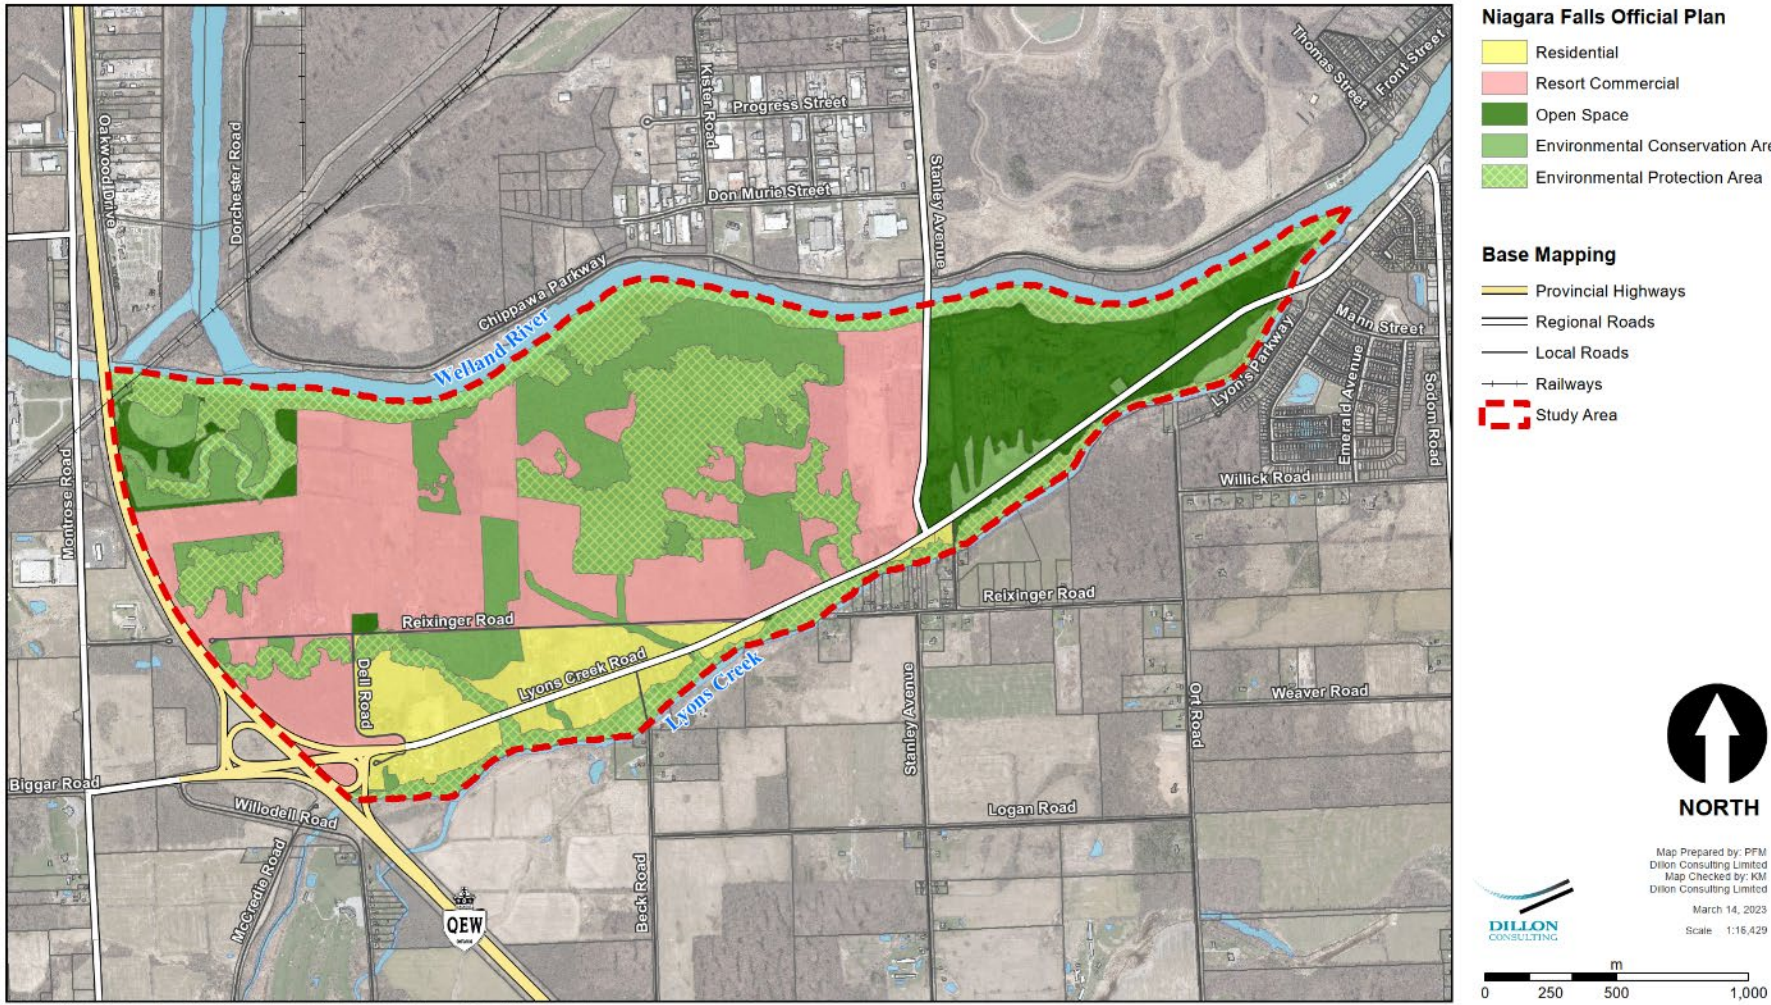 Niagara Falls Official Plan
Residential
Resort Commercial
Open Space
Environmental Conservation Are
Environmental Protection Area
Base Mapping
Provincial Highways
Regional Roads
Local Roads
Railways
Study Area
Thomas Street
Front Street
Oakwood Drive
Dorchester Road
Kister Road
Progress Street
Don Murie Street
Stanley Avenue
Chippawa Parkway
Welland River
Mann Street
Lyon's Parkway
Emerald Avenue
Sodom Road
Montrose Road
Willick Road
Reixinger Road
Reixinger Road
Dell Road
Lyons Creek Road
Lyons Creek
Stanley Avenue
Ort Road
Weaver Road
Biggar Road
Willodell Road
Logan Road
McCredie Road
Beck Road
QEW
NORTH
Map Prepared by: PFM
Dillon Consulting Limited
Map Checked by: KM
Dillon Consulting Limited
March 14, 2023
Scale 1:16,429
DILLON
CONSULTING
m
0 250 500 1,000